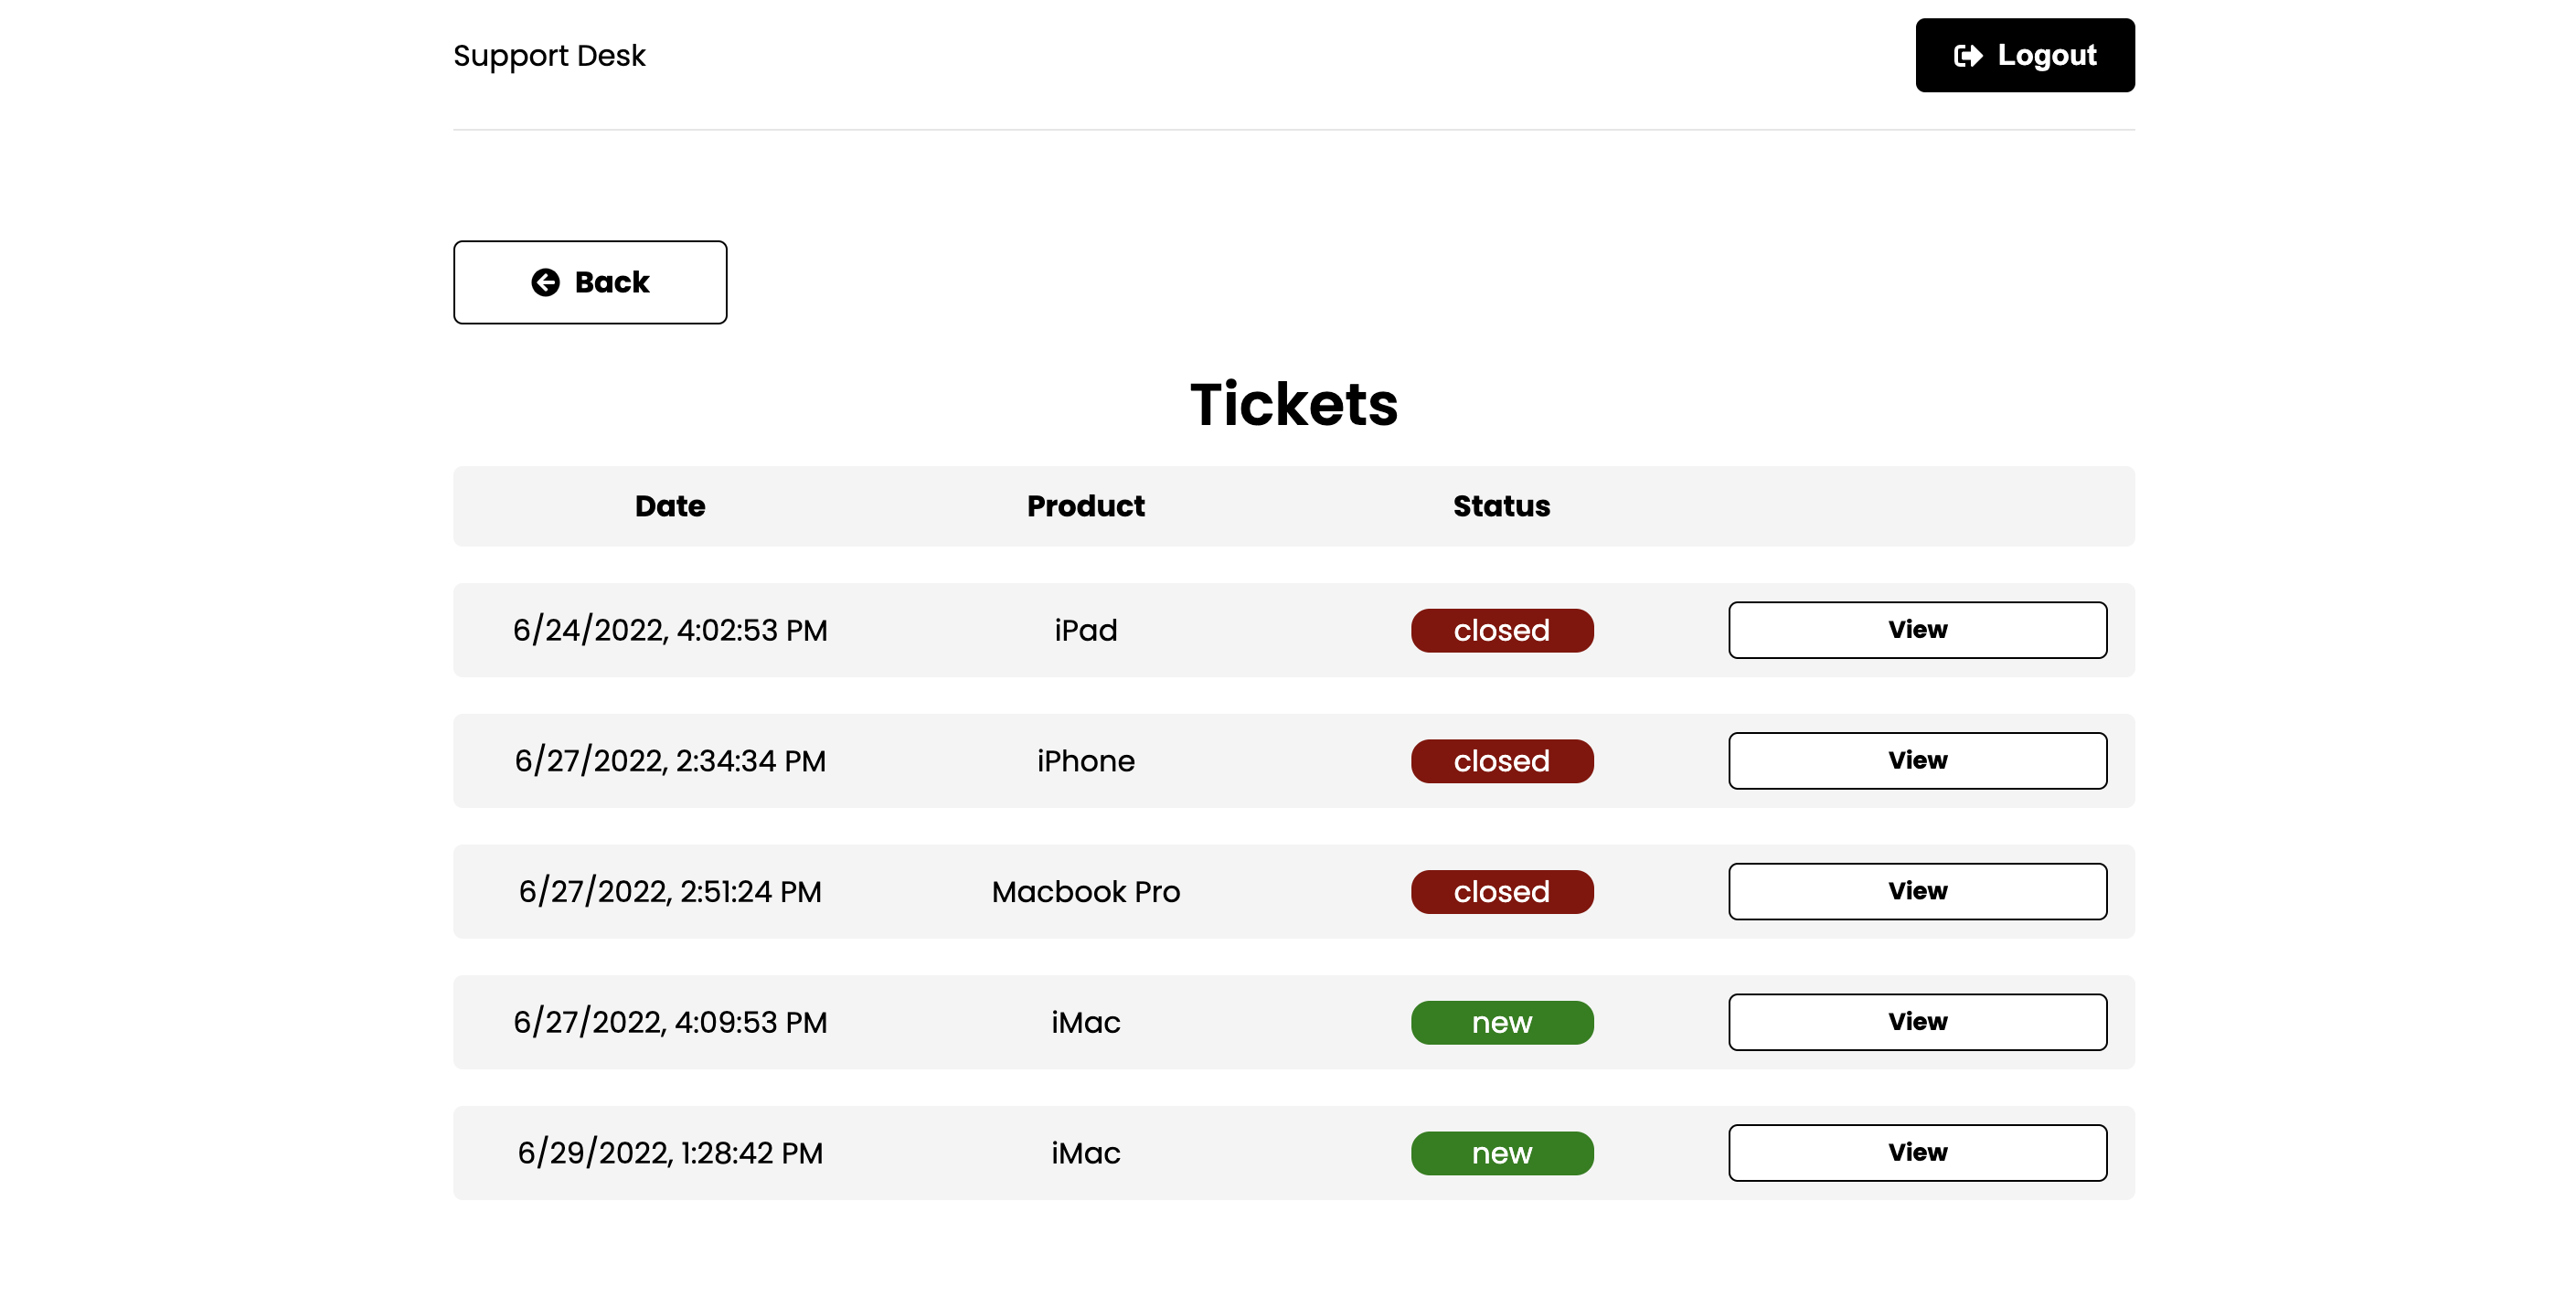 Support Desk Logout
Back
Tickets
Date Product Status
6/24/2022, 4:02:53 PM iPad closed View
6/27/2022, 2:34:34 PM iPhone closed View
6/27/2022, 2:51:24 PM Macbook Pro closed View
6/27/2022, 4:09:53 PM iMac new View
6/29/2022, 1:28:42 PM iMac new View